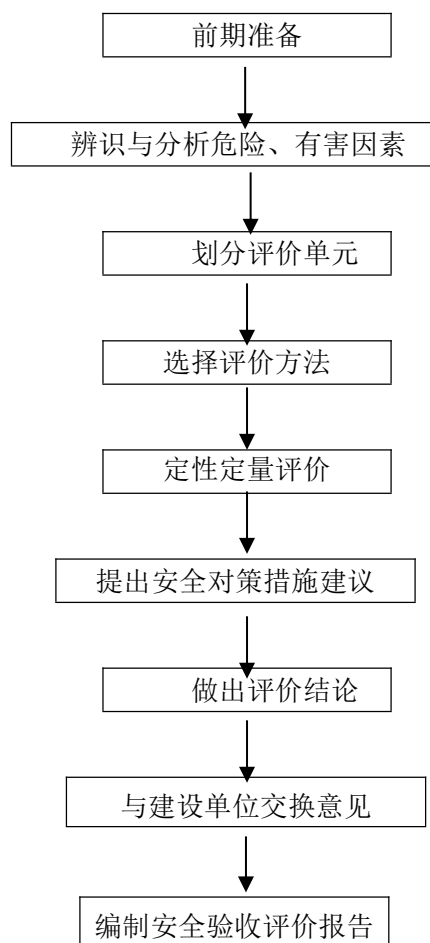 前期准备
辨识与分析危险、有害因素
划分评价单元
选择评价方法
定性定量评价
提出安全对策措施建议
做出评价结论
与建设单位交换意见
编制安全验收评价报告